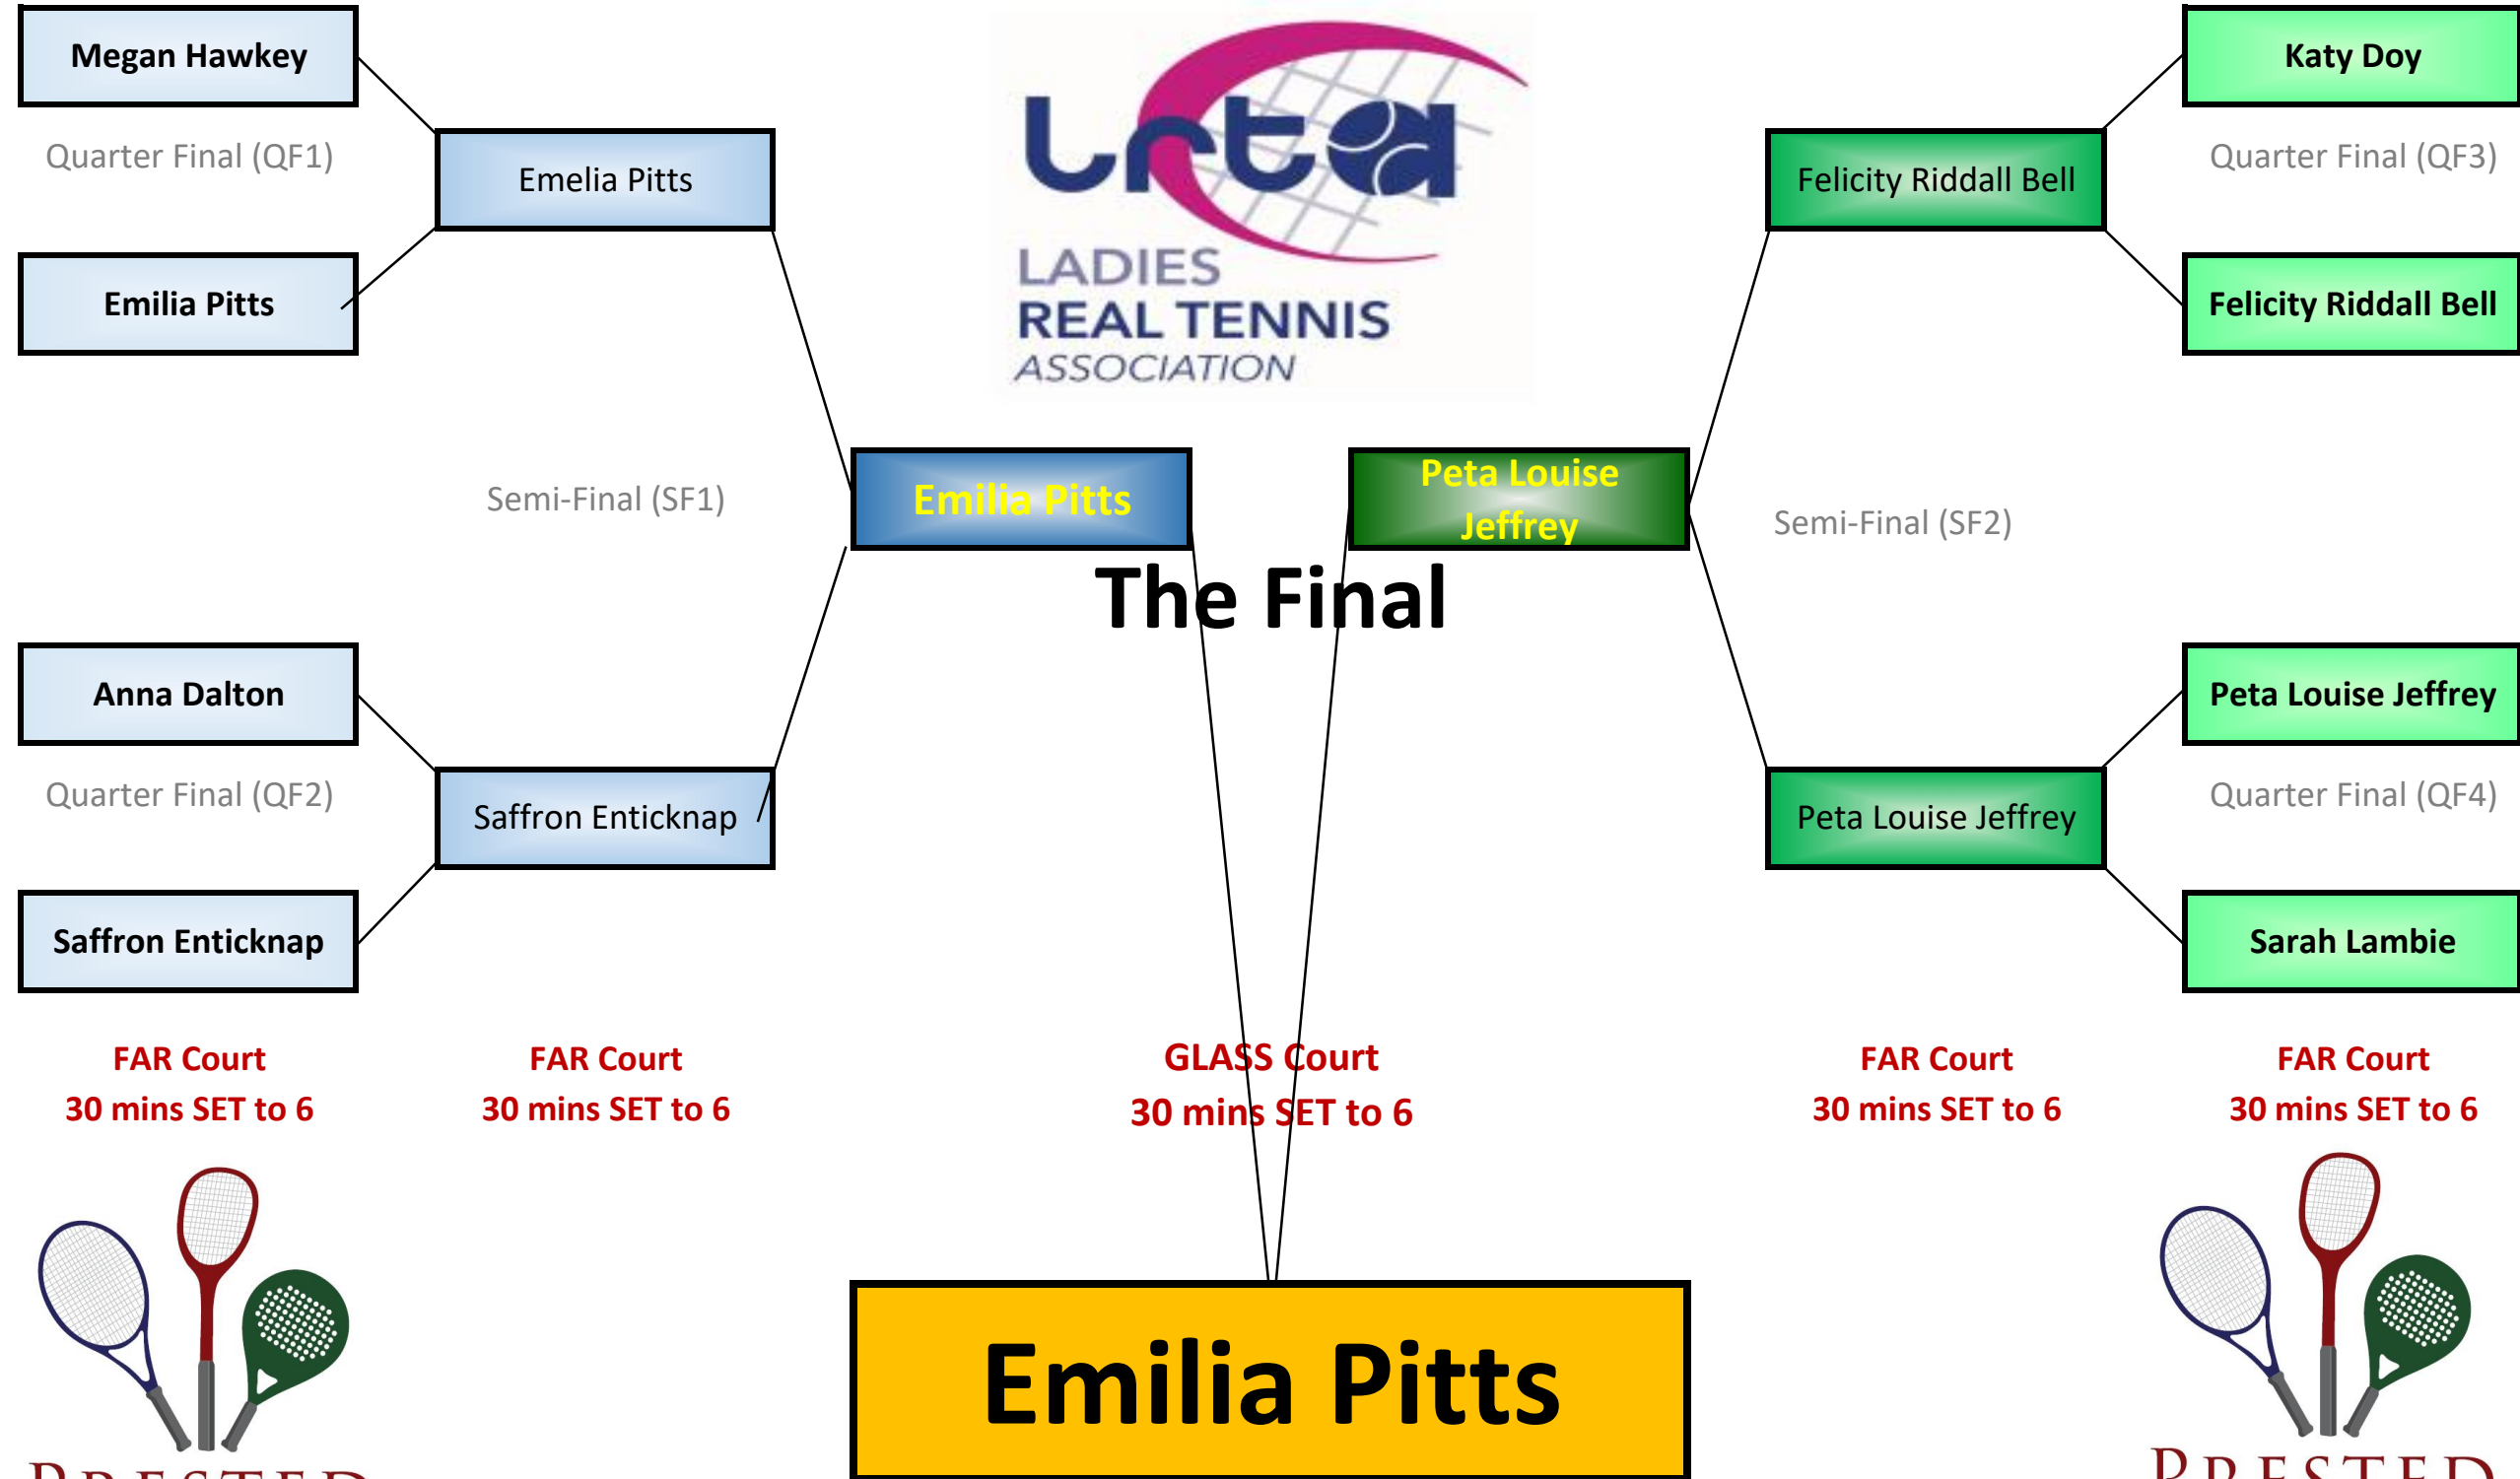 Megan Hawkey
Quarter Final (QF1)
Emilia Pitts
Emelia Pitts
Semi-Final (SF1)
Anna Dalton
Quarter Final (QF2)
Saffron Enticknap
Saffron Enticknap
Emilia Pitts
lrta
LADIES
REAL TENNIS
ASSOCIATION
Peta Louise
Jeffrey
The Final
Katy Doy
Quarter Final (QF3)
Felicity Riddall Bell
Felicity Riddall Bell
Semi-Final (SF2)
Peta Louise Jeffrey
Quarter Final (QF4)
Sarah Lambie
Peta Louise Jeffrey
FAR Court
30 mins SET to 6
FAR Court
30 mins SET to 6
GLASS Court
30 mins SET to 6
FAR Court
30 mins SET to 6
FAR Court
30 mins SET to 6
Emilia Pitts
PRESTED
PRESTED